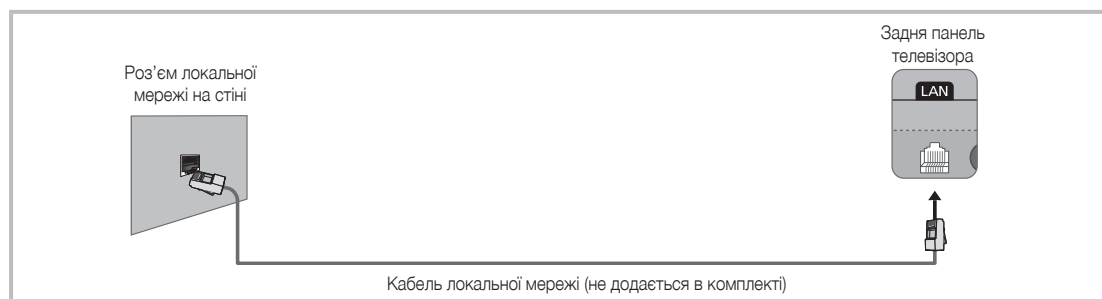 Задня панель
телевізора
Роз’єм локальної
мережі на стіні
LAN
Кабель локальної мережі (не додається в комплекті)